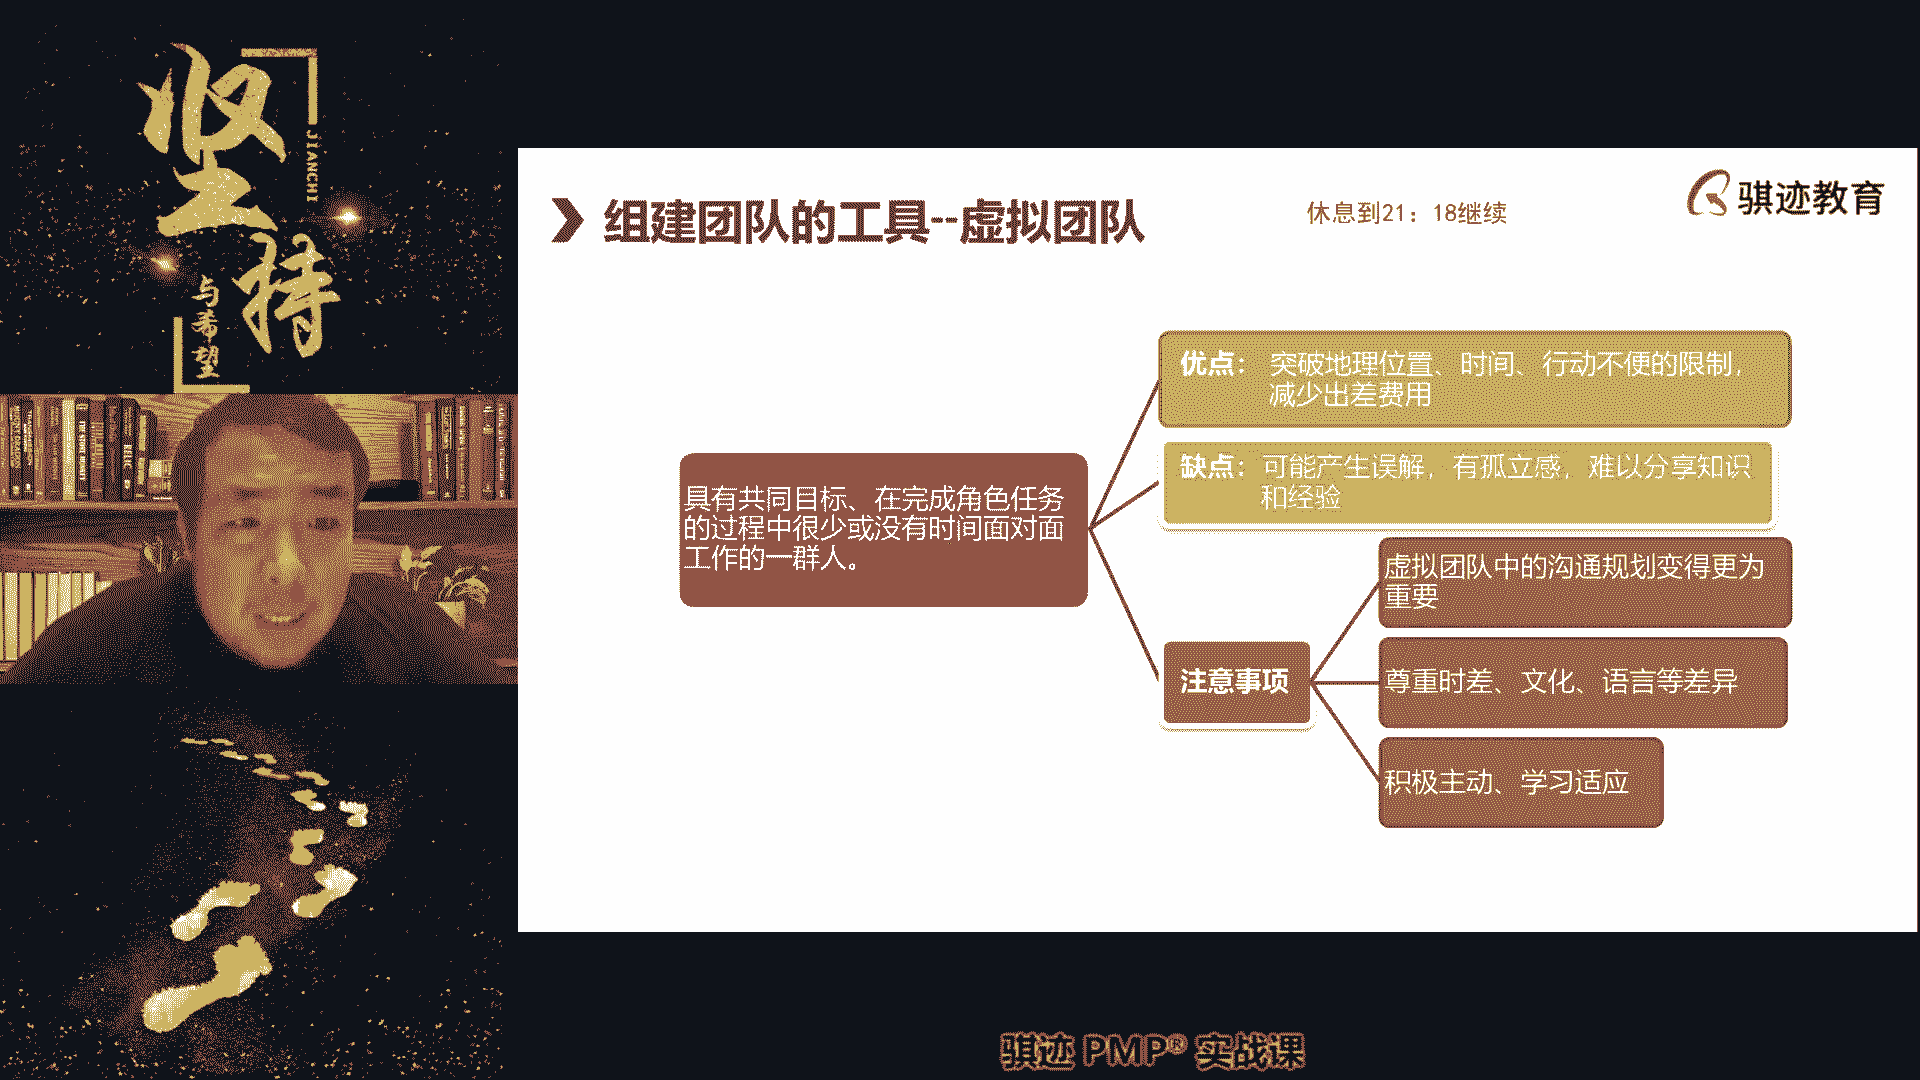 坚持
JIANCHI
与希望
组建团队的工具--虚拟团队
休息到21：18继续
骐迹教育
具有共同目标、在完成角色任务
的过程中很少或没有时间面对面
工作的一群人。
优点： 突破地理位置、时间、行动不便的限制，
减少出差费用
缺点： 可能产生误解，有孤立感，难以分享知识
和经验
注意事项
虚拟团队中的沟通规划变得更为
重要
尊重时差、文化、语言等差异
积极主动、学习适应
骐迹 PMP® 实战课